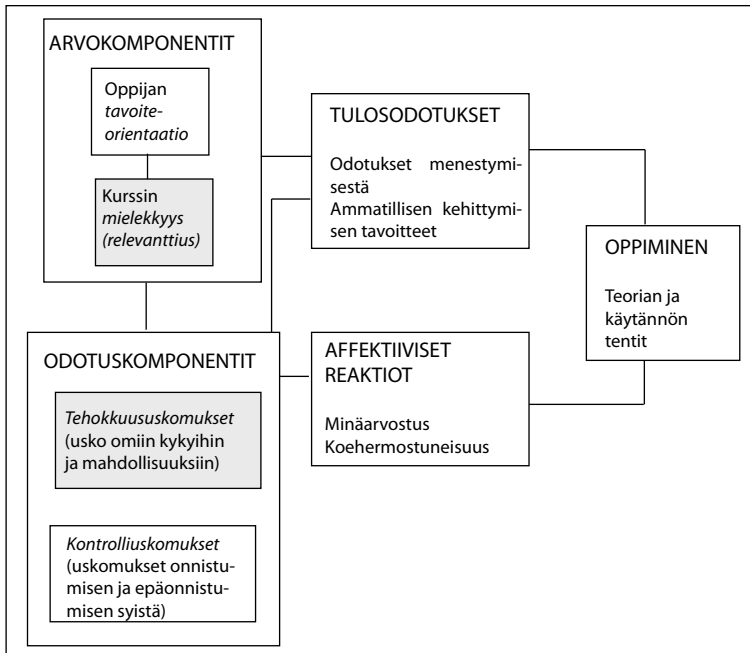 ARVOKOMPONENTIT
Oppijan
tavoite-
orientaatio
Kurssin
mielekkyys
(relevanttius)
ODOTUSKOMPONENTIT
Tehokkuususkomukset
(usko omiin kykyihin
ja mahdollisuuksiin)
Kontrolliuskomukset
(uskomukset onnistu-
misen ja epäonnistu-
misen syistä)
TULOSODOTUKSET
Odotukset menestymi-
sestä
Ammatillisen kehittymi-
sen tavoitteet
AFFEKTIIVISET
REAKTIOT
Minäarvostus
Koehermostuneisuus
OPPIMINEN
Teorian ja
käytännön
tentit